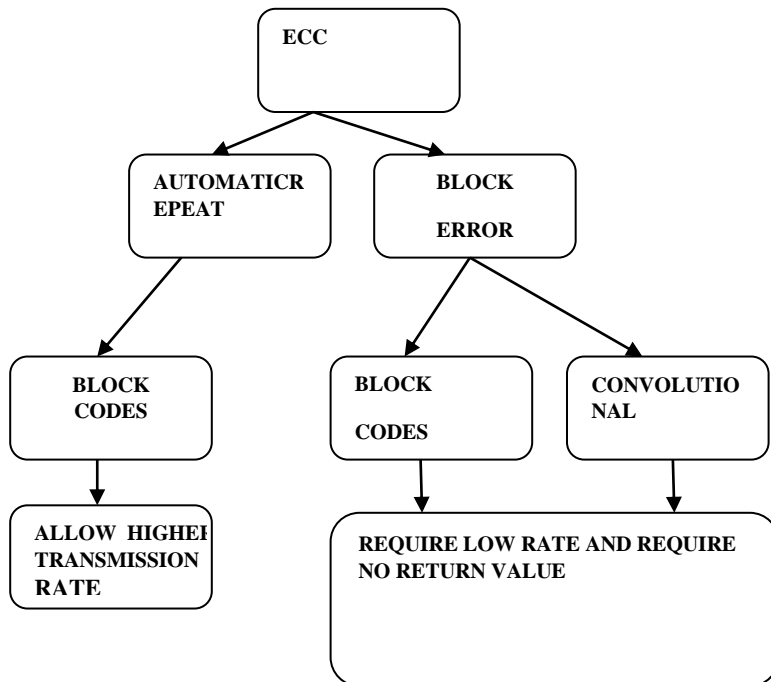 ECC
AUTOMATICR
EPEAT
BLOCK
ERROR
BLOCK
CODES
BLOCK
CODES
CONVOLUTIO
NAL
ALLOW HIGHER
TRANSMISSION
RATE
REQUIRE LOW RATE AND REQUIRE
NO RETURN VALUE